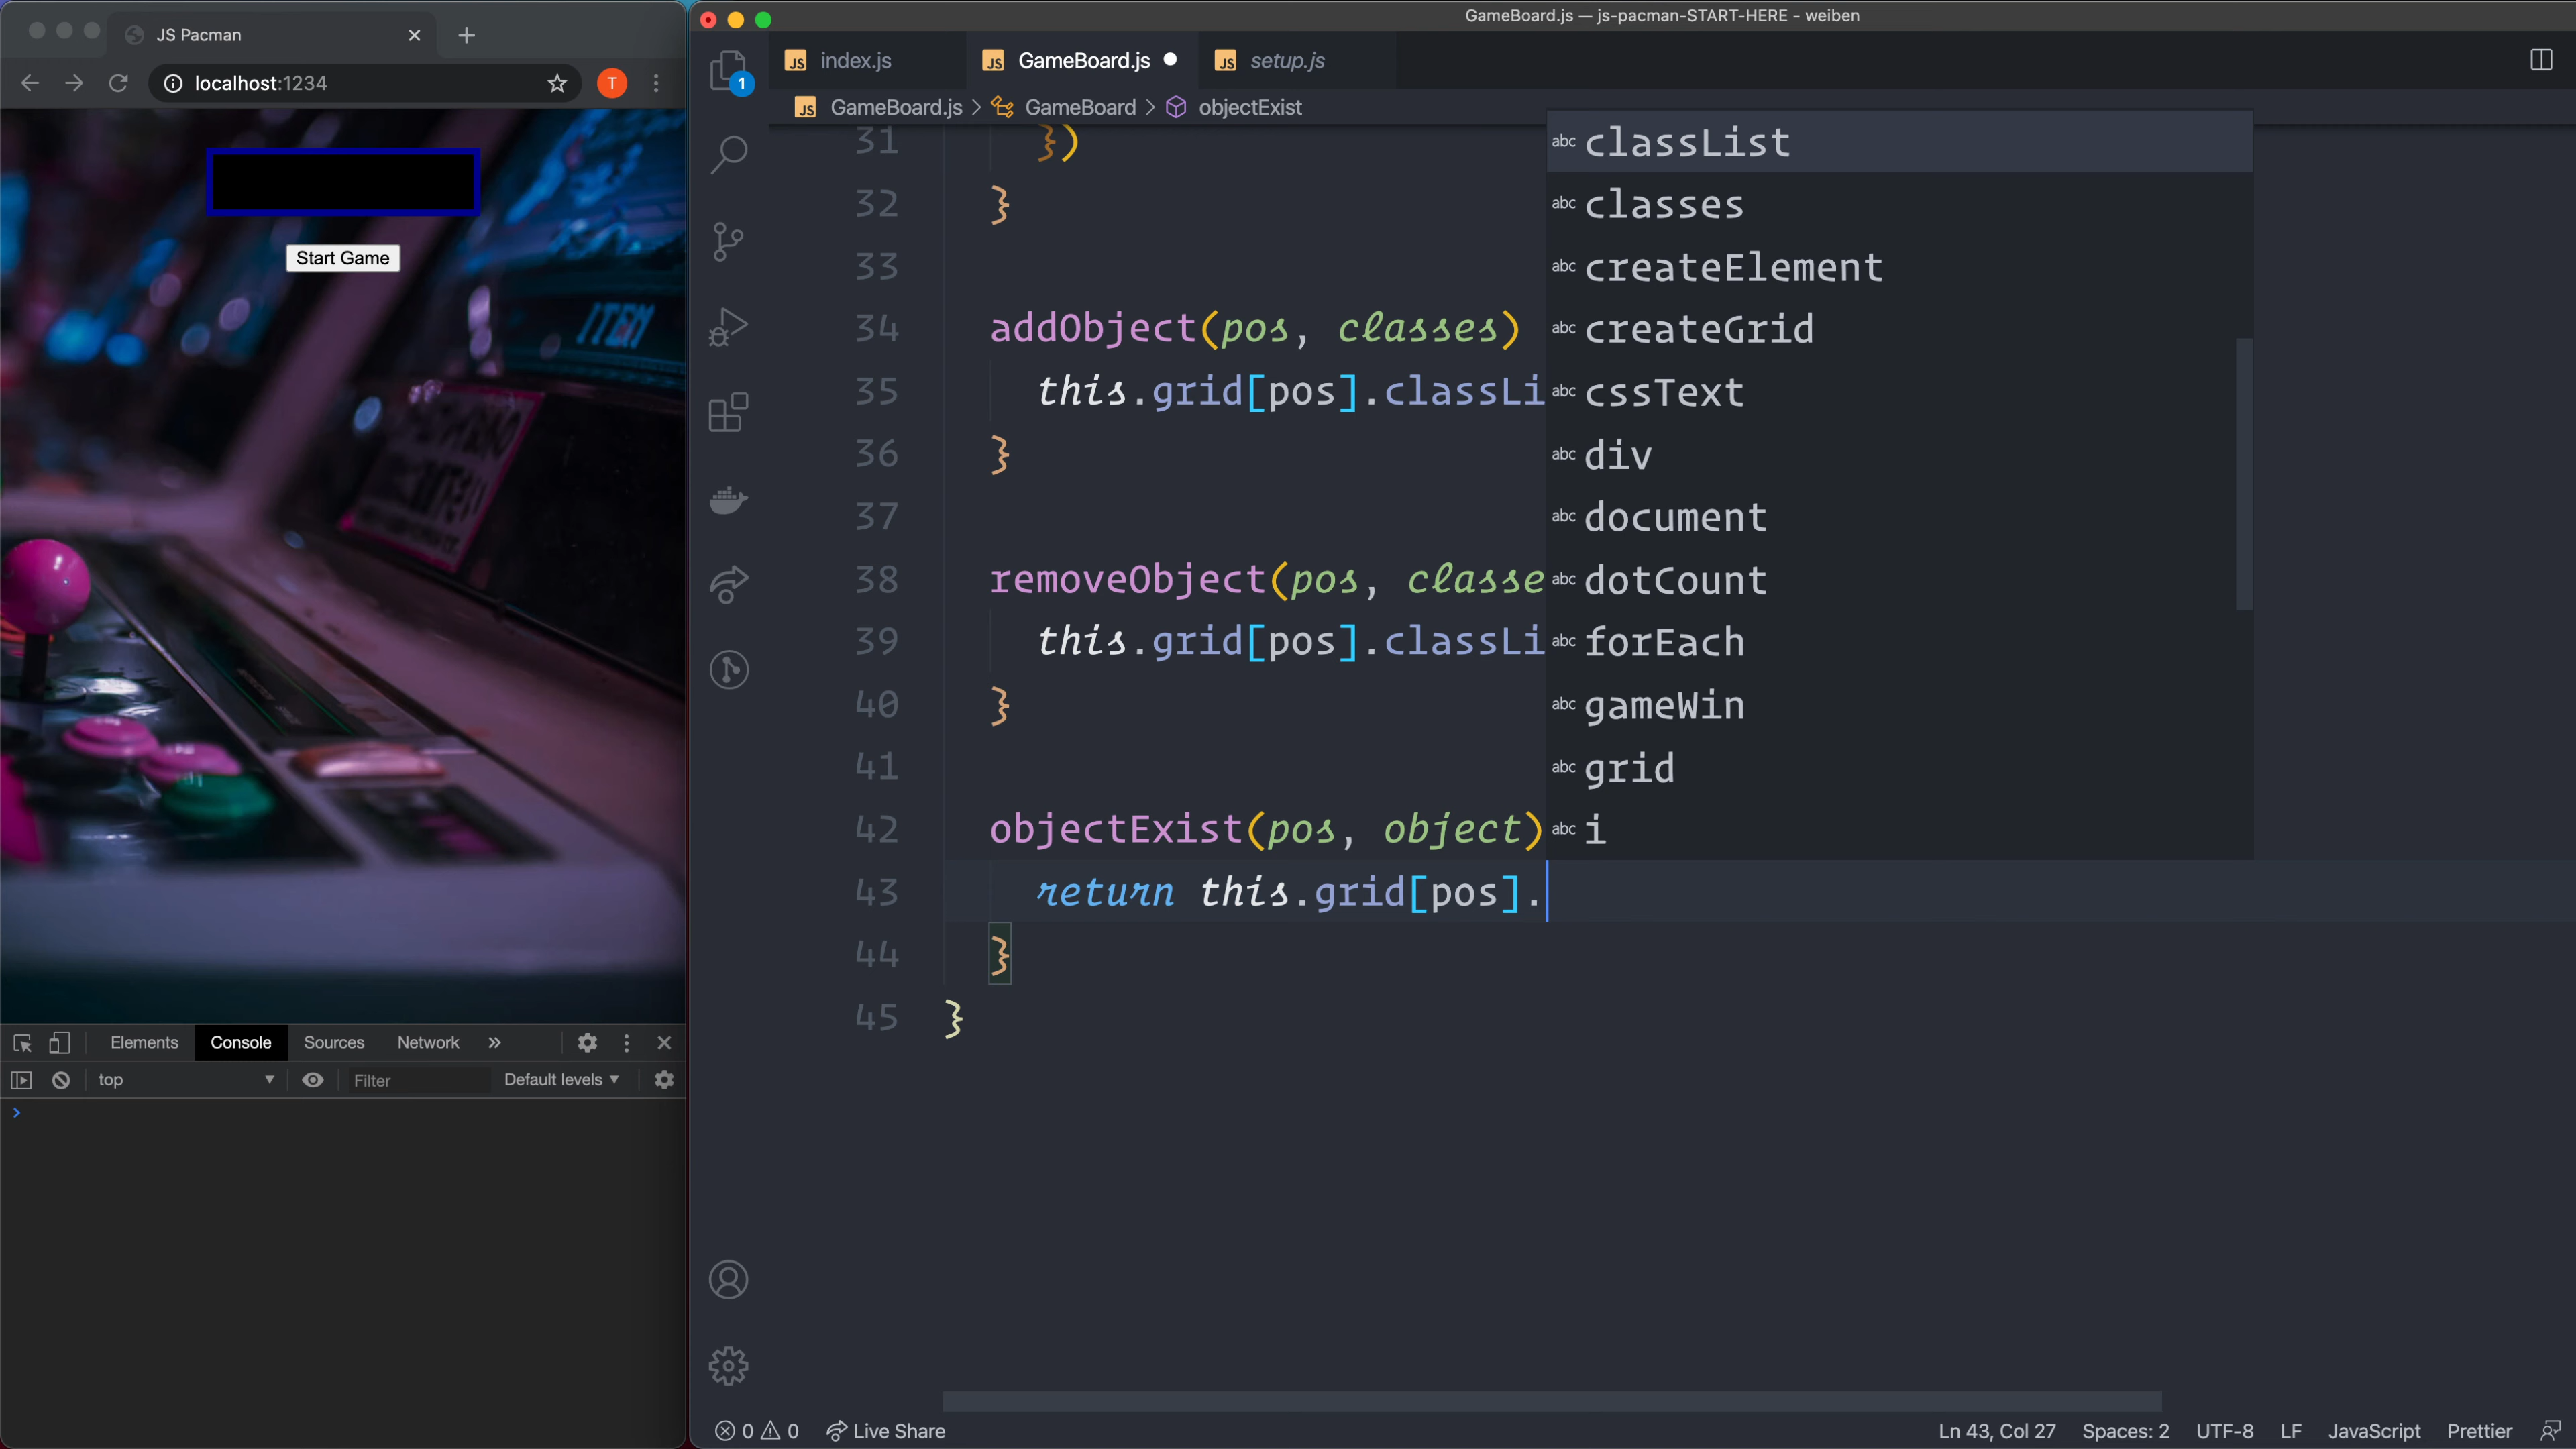 JS Pacman
localhost:1234
T
Start Game
ITEM
Elements Console Sources Network »
top Filter Default levels
GameBoard.js — js-pacman-START-HERE - weiben
JS index.js JS GameBoard.js JS setup.js
1
JS GameBoard.js > GameBoard > objectExist
31 })
32 }
33
34 addObject(pos, classes)
35 this.grid[pos].classLi
36 }
37
38 removeObject(pos, classe
39 this.grid[pos].classLi
40 }
41
42 objectExist(pos, object)
43 return this.grid[pos].
44 }
45 }
abc classList
abc classes
abc createElement
abc createGrid
abc cssText
abc div
abc document
abc dotCount
abc forEach
abc gameWin
abc grid
abc i
0 0 Live Share Ln 43, Col 27 Spaces: 2 UTF-8 LF JavaScript Prettier